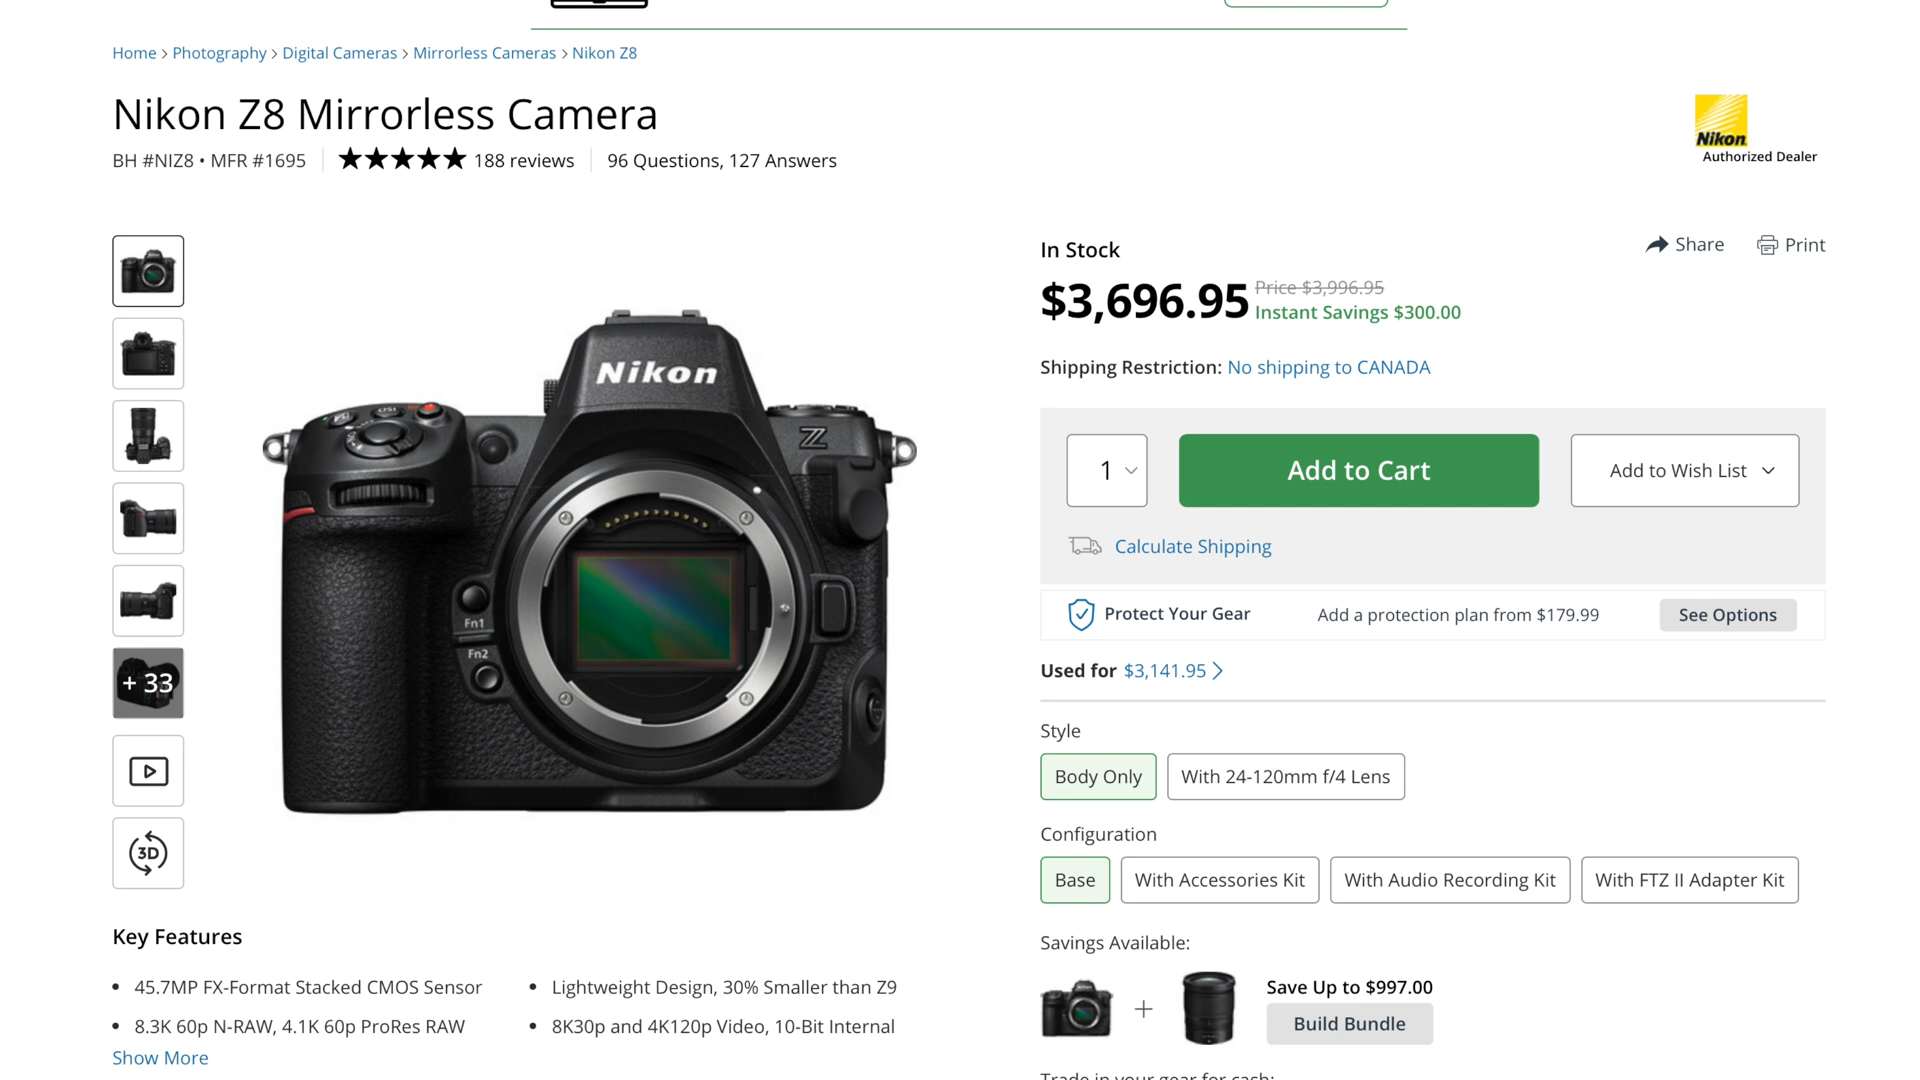 Home > Photography > Digital Cameras > Mirrorless Cameras > Nikon Z8
Nikon Z8 Mirrorless Camera
BH #NIZ8 • MFR #1695
188 reviews
96 Questions, 127 Answers
Nikon
Authorized Dealer
+ 33
3D
Nikon
Z
Fn1
Fn2
In Stock
Share
Print
$3,696.95
Price $3,996.95
Instant Savings $300.00
Shipping Restriction: No shipping to CANADA
1
Add to Cart
Add to Wish List
Calculate Shipping
Protect Your Gear
Add a protection plan from $179.99
See Options
Used for $3,141.95
Style
Body Only
With 24-120mm f/4 Lens
Configuration
Base
With Accessories Kit
With Audio Recording Kit
With FTZ II Adapter Kit
Savings Available:
Save Up to $997.00
Build Bundle
Trade in your gear for cash:
Key Features
• 45.7MP FX-Format Stacked CMOS Sensor
• 8.3K 60p N-RAW, 4.1K 60p ProRes RAW
• Lightweight Design, 30% Smaller than Z9
• 8K30p and 4K120p Video, 10-Bit Internal
Show More